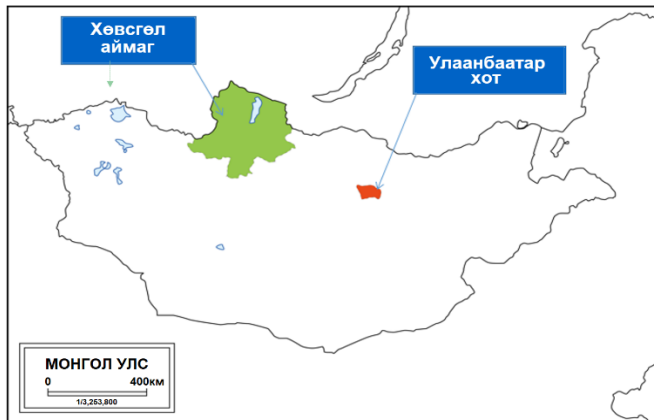 Хөвсгөл
аймаг
Улаанбаатар
хот
МОНГОЛ УЛС
0 400км
1/3,253,800